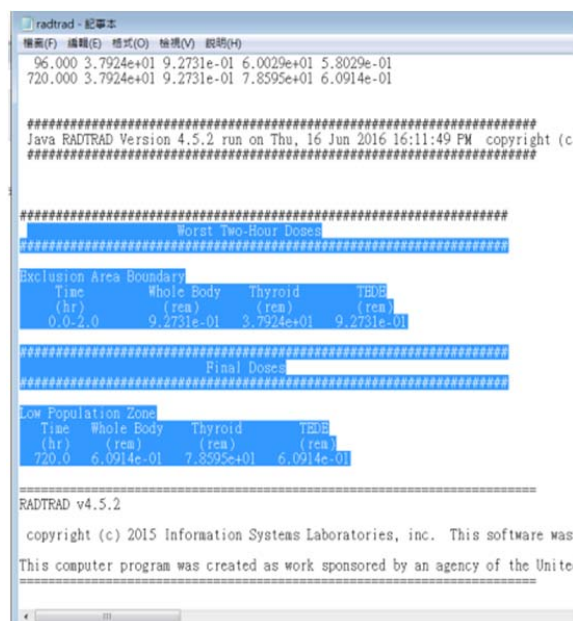 radtrad - 記事本
檔案(F) 編輯(E) 格式(O) 檢視(V) 說明(H)
96.000 3.7924e+01 9.2731e-01 6.0029e+01 5.8029e-01
720.000 3.7924e+01 9.2731e-01 7.8595e+01 6.0914e-01
#######################################################################
Java RADTRAD Version 4.5.2 run on Thu, 16 Jun 2016 16:11:49 PM copyright (c
#######################################################################
####################################################################
Worst Two-Hour Doses
####################################################################
Exclusion Area Boundary
Time Whole Body Thyroid TEDE
(hr) (rem) (rem) (rem)
0.0-2.0 9.2731e-01 3.7924e+01 9.2731e-01
####################################################################
Final Doses
####################################################################
Low Population Zone
Time Whole Body Thyroid TEDE
(hr) (rem) (rem) (rem)
720.0 6.0914e-01 7.8595e+01 6.0914e-01
========================================================================
RADTRAD v4.5.2
copyright (c) 2015 Information Systems Laboratories, inc. This software was
This computer program was created as work sponsored by an agency of the Unite
========================================================================